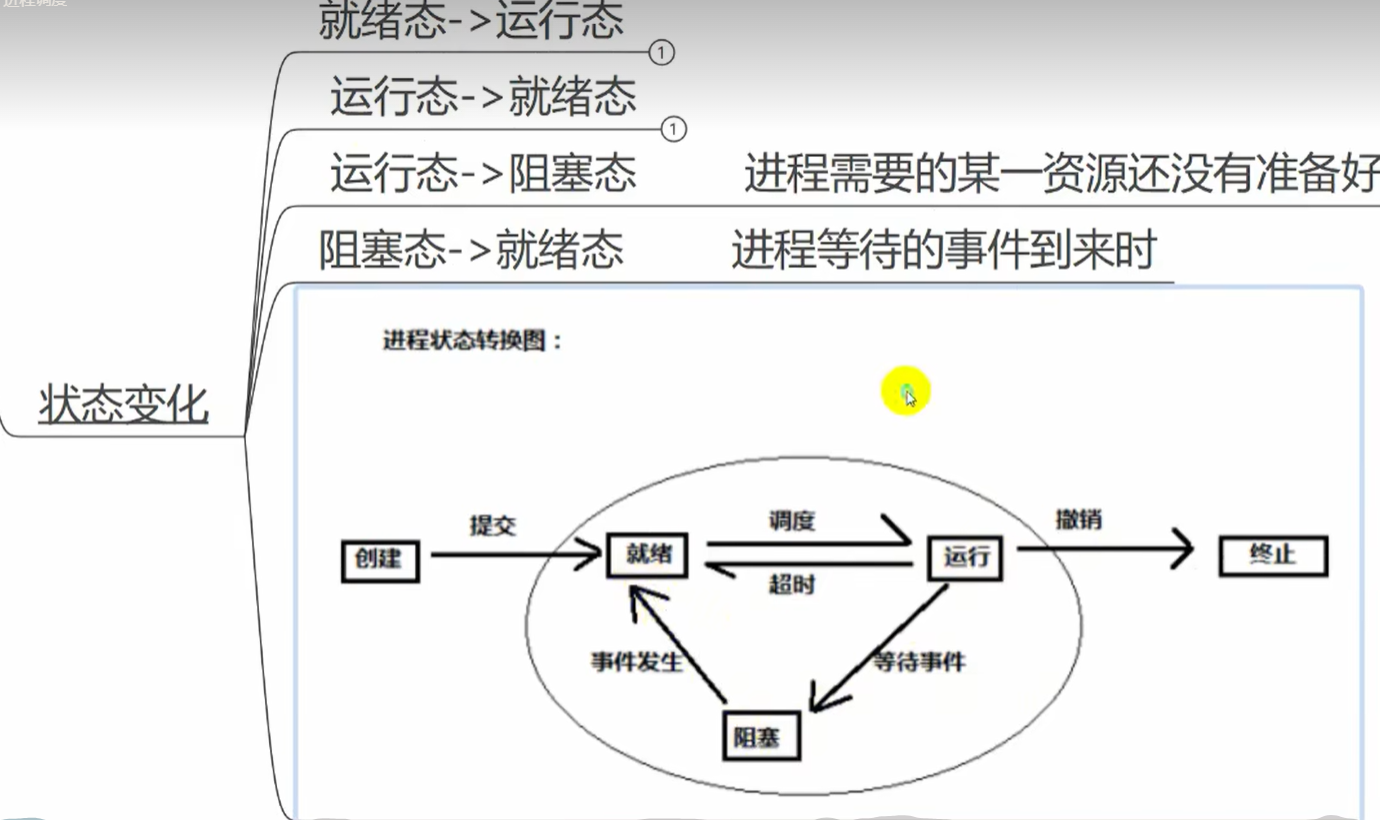 进程调度
就绪态->运行态
①
运行态->就绪态
①
运行态->阻塞态 进程需要的某一资源还没有准备好
阻塞态->就绪态 进程等待的事件到来时
状态变化
进程状态转换图：
提交
调度
撤销
创建
就绪
运行
终止
超时
事件发生
等待事件
阻塞